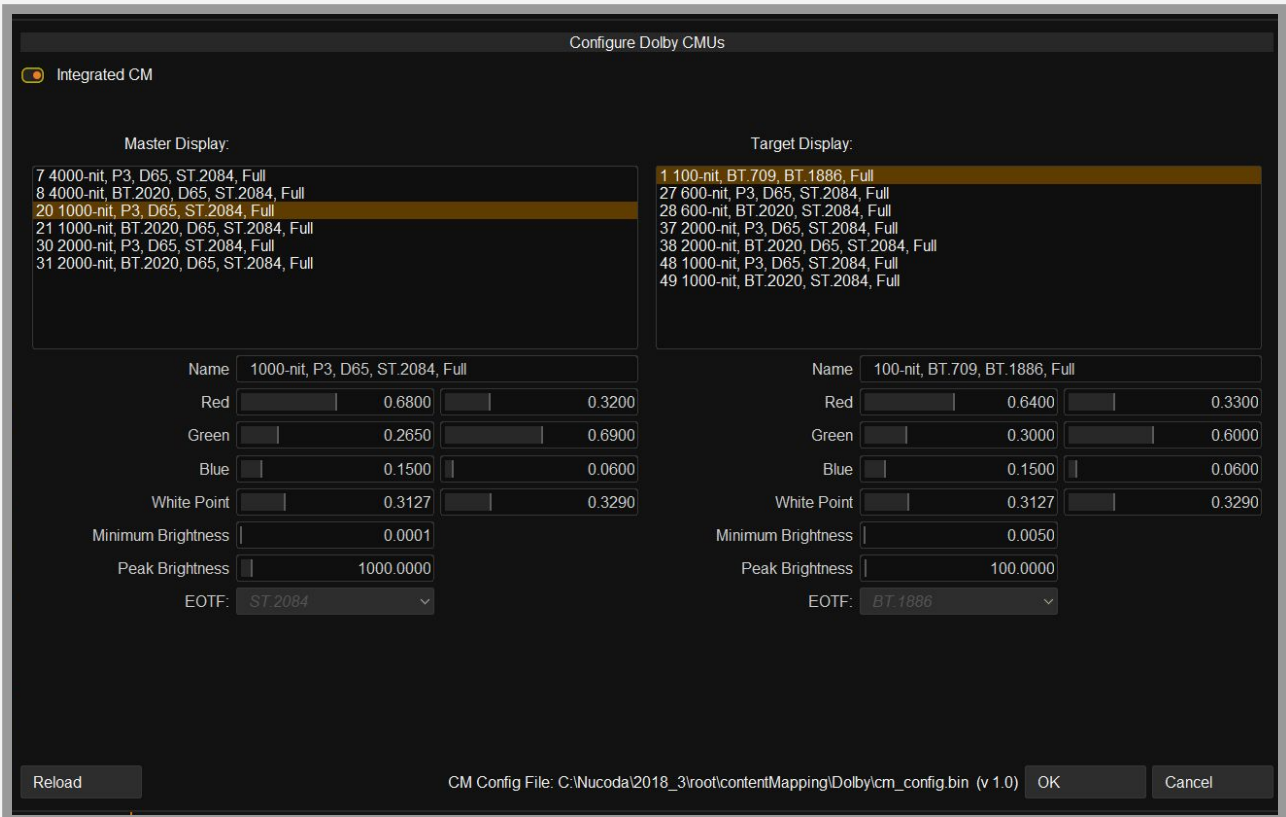 Configure Dolby CMUs
Integrated CM
Master Display:
7 4000-nit, P3, D65, ST.2084, Full
8 4000-nit, BT.2020, D65, ST.2084, Full
20 1000-nit, P3, D65, ST.2084, Full
21 1000-nit, BT.2020, D65, ST.2084, Full
30 2000-nit, P3, D65, ST.2084, Full
31 2000-nit, BT.2020, D65, ST.2084, Full
Name 1000-nit, P3, D65, ST.2084, Full
Red 0.6800 0.3200
Green 0.2650 0.6900
Blue 0.1500 0.0600
White Point 0.3127 0.3290
Minimum Brightness 0.0001
Peak Brightness 1000.0000
EOTF: ST.2084
Target Display:
1 100-nit, BT.709, BT.1886, Full
27 600-nit, P3, D65, ST.2084, Full
28 600-nit, BT.2020, ST.2084, Full
37 2000-nit, P3, D65, ST.2084, Full
38 2000-nit, BT.2020, D65, ST.2084, Full
48 1000-nit, P3, D65, ST.2084, Full
49 1000-nit, BT.2020, ST.2084, Full
Name 100-nit, BT.709, BT.1886, Full
Red 0.6400 0.3300
Green 0.3000 0.6000
Blue 0.1500 0.0600
White Point 0.3127 0.3290
Minimum Brightness 0.0050
Peak Brightness 100.0000
EOTF: BT.1886
Reload CM Config File: C:\Nucoda\2018_3\root\contentMapping\Dolby\cm_config.bin (v 1.0) OK Cancel